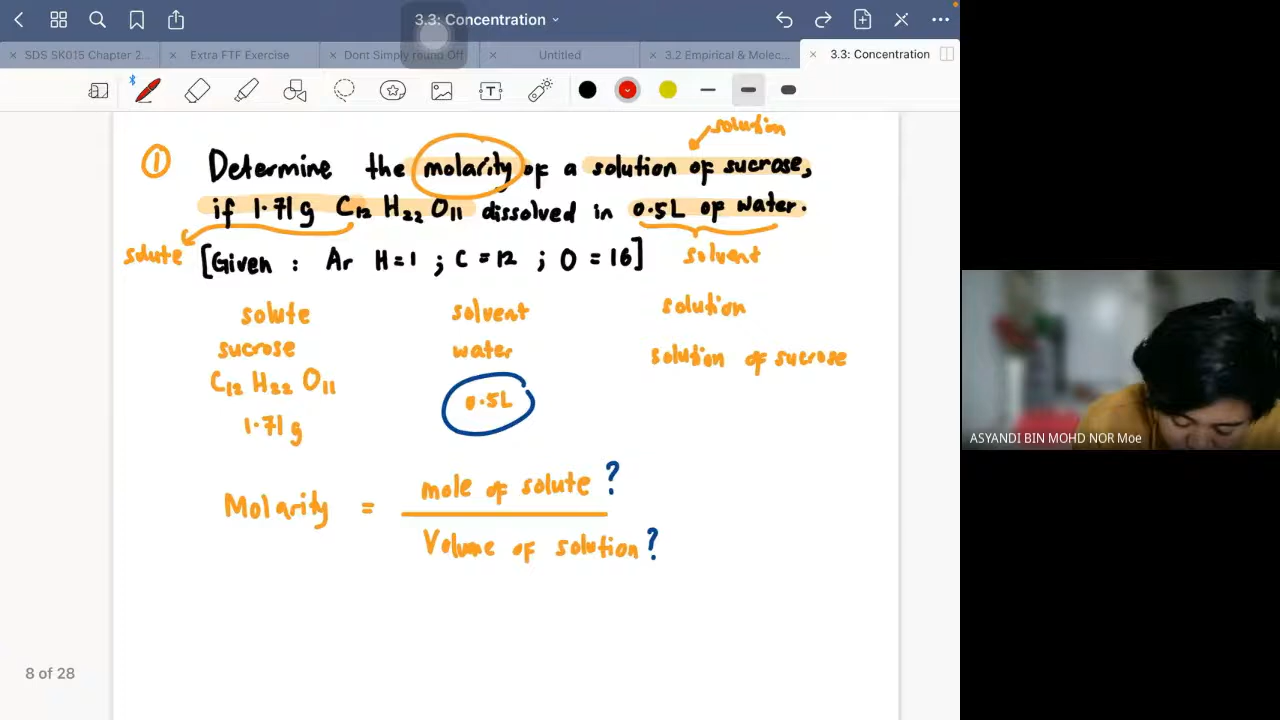 3.3: Concentration
SDS SK015 Chapter 2...
Extra FTF Exercise
Dont Simply round Off
Untitled
3.2 Empirical & Molec...
3.3: Concentration
solution
① Determine the molarity of a solution of sucrose,
if 1.71 g C12 H22 O11 dissolved in 0.5L of water.
solute
[Given : Ar H=1 ; C = 12 ; O = 16]
solvent
solute solvent solution
sucrose water solution of sucrose
C12 H22 O11 0.5L
1.71 g
mole of solute ?
Molarity =
Volume of solution ?
8 of 28
ASYANDI BIN MOHD NOR Moe